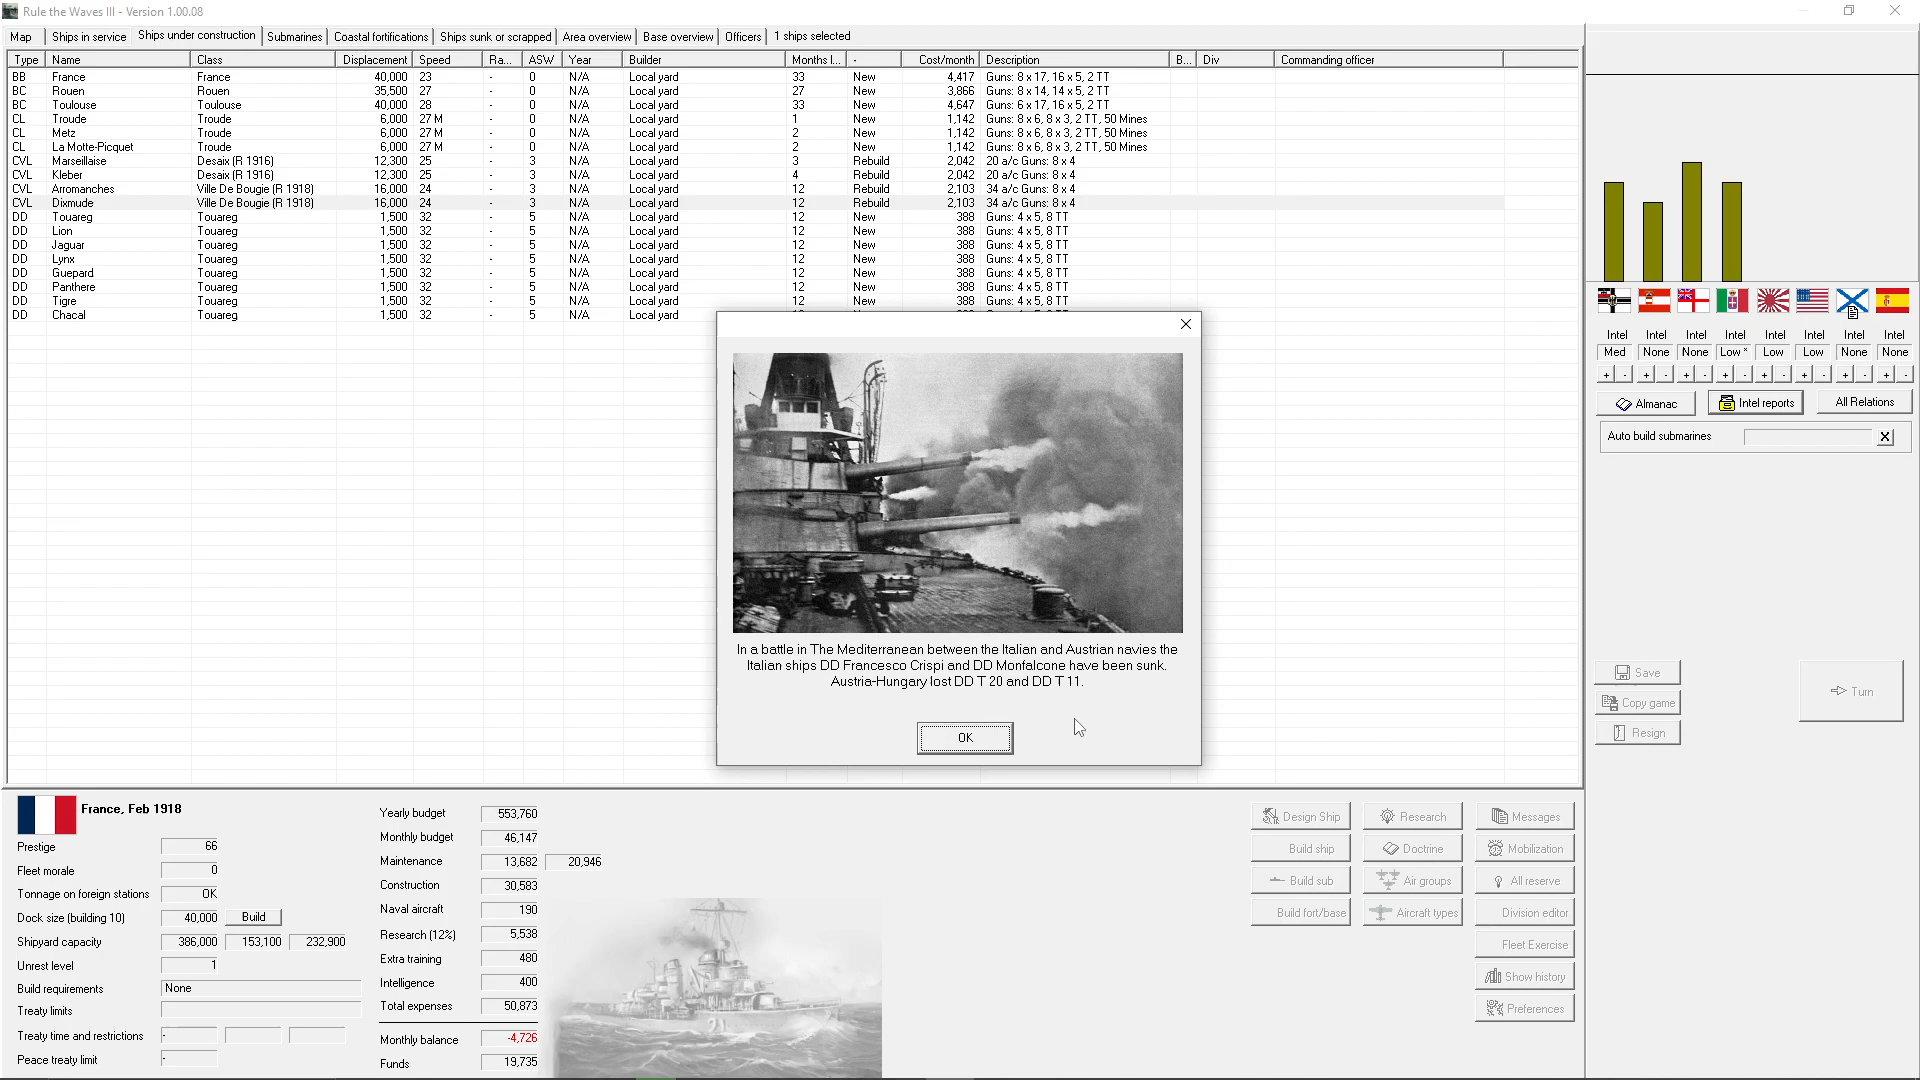 Rule the Waves III - Version 1.00.08
Map Ships in service Ships under construction Submarines Coastal fortifications Ships sunk or scrapped Area overview Base overview Officers 1 ships selected
Type Name Class Displacement Speed Ra... ASW Year Builder Months l... - Cost/month Description B... Div Commanding officer
BB France France 40,000 23 - 0 N/A Local yard 33 New 4,417 Guns: 8 x 17, 16 x 5, 2 TT
BC Rouen Rouen 35,500 27 - 0 N/A Local yard 27 New 3,866 Guns: 8 x 14, 14 x 5, 2 TT
BC Toulouse Toulouse 40,000 28 - 0 N/A Local yard 33 New 4,647 Guns: 6 x 17, 16 x 5, 2 TT
CL Troude Troude 6,000 27 M - 0 N/A Local yard 1 New 1,142 Guns: 8 x 6, 8 x 3, 2 TT, 50 Mines
CL Metz Troude 6,000 27 M - 0 N/A Local yard 2 New 1,142 Guns: 8 x 6, 8 x 3, 2 TT, 50 Mines
CL La Motte-Picquet Troude 6,000 27 M - 0 N/A Local yard 2 New 1,142 Guns: 8 x 6, 8 x 3, 2 TT, 50 Mines
CVL Marseillaise Desaix (R 1916) 12,300 25 - 3 N/A Local yard 3 Rebuild 2,042 20 a/c Guns: 8 x 4
CVL Kleber Desaix (R 1916) 12,300 25 - 3 N/A Local yard 4 Rebuild 2,042 20 a/c Guns: 8 x 4
CVL Arromanches Ville De Bougie (R 1918) 16,000 24 - 3 N/A Local yard 12 Rebuild 2,103 34 a/c Guns: 8 x 4
CVL Dixmude Ville De Bougie (R 1918) 16,000 24 - 3 N/A Local yard 12 Rebuild 2,103 34 a/c Guns: 8 x 4
DD Touareg Touareg 1,500 32 - 5 N/A Local yard 12 New 388 Guns: 4 x 5, 8 TT
DD Lion Touareg 1,500 32 - 5 N/A Local yard 12 New 388 Guns: 4 x 5, 8 TT
DD Jaguar Touareg 1,500 32 - 5 N/A Local yard 12 New 388 Guns: 4 x 5, 8 TT
DD Lynx Touareg 1,500 32 - 5 N/A Local yard 12 New 388 Guns: 4 x 5, 8 TT
DD Guepard Touareg 1,500 32 - 5 N/A Local yard 12 New 388 Guns: 4 x 5, 8 TT
DD Panthere Touareg 1,500 32 - 5 N/A Local yard 12 New 388 Guns: 4 x 5, 8 TT
DD Tigre Touareg 1,500 32 - 5 N/A Local yard 12 New 388 Guns: 4 x 5, 8 TT
DD Chacal Touareg 1,500 32 - 5 N/A Local yard
In a battle in The Mediterranean between the Italian and Austrian navies the
Italian ships DD Francesco Crispi and DD Monfalcone have been sunk.
Austria-Hungary lost DD T 20 and DD T 11.
OK
Intel Intel Intel Intel Intel Intel Intel Intel
Med None None Low * Low Low None None
+ - + - + - + - + - + - + - + -
Almanac Intel reports All Relations
Auto build submarines X
Save
Copy game
Resign
Turn
France, Feb 1918
Prestige 66
Fleet morale 0
Tonnage on foreign stations OK
Dock size (building 10) 40,000 Build
Shipyard capacity 386,000 153,100 232,900
Unrest level 1
Build requirements None
Treaty limits
Treaty time and restrictions -
Peace treaty limit -
Yearly budget 553,760
Monthly budget 46,147
Maintenance 13,682 20,946
Construction 30,583
Naval aircraft 190
Research (12%) 5,538
Extra training 480
Intelligence 400
Total expenses 50,873
Monthly balance -4,726
Funds 19,735
Design Ship Research Messages
Build ship Doctrine Mobilization
Build sub Air groups All reserve
Build fort/base Aircraft types Division editor
Fleet Exercise
Show history
Preferences